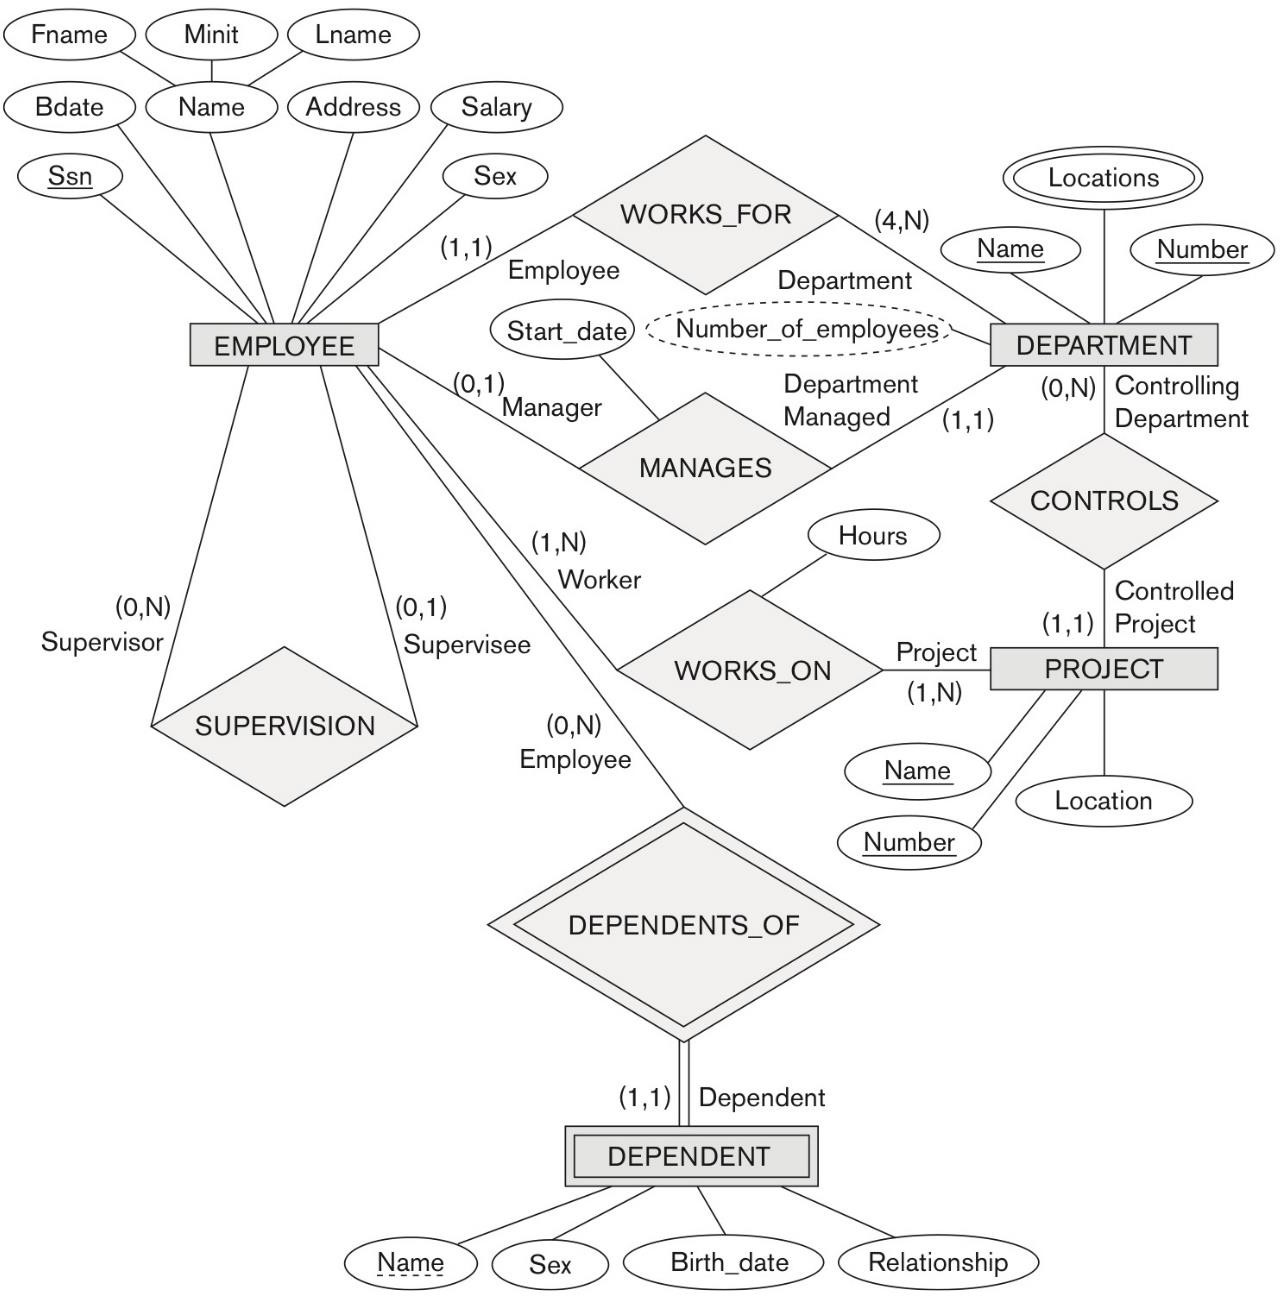 Fname
Minit
Lname
Bdate
Name
Address
Salary
Ssn
Sex
WORKS_FOR
(1,1)
Employee
(4,N)
Department
Locations
Name
Number
Start_date
Number_of_employees
EMPLOYEE
DEPARTMENT
(0,1)
Manager
Department
Managed
(1,1)
(0,N)
Controlling
Department
MANAGES
CONTROLS
Hours
(1,N)
Worker
Controlled
Project
(1,1)
(0,N)
Supervisor
(0,1)
Supervisee
WORKS_ON
Project
(1,N)
PROJECT
SUPERVISION
(0,N)
Employee
Name
Location
Number
DEPENDENTS_OF
(1,1)
Dependent
DEPENDENT
Name
Sex
Birth_date
Relationship